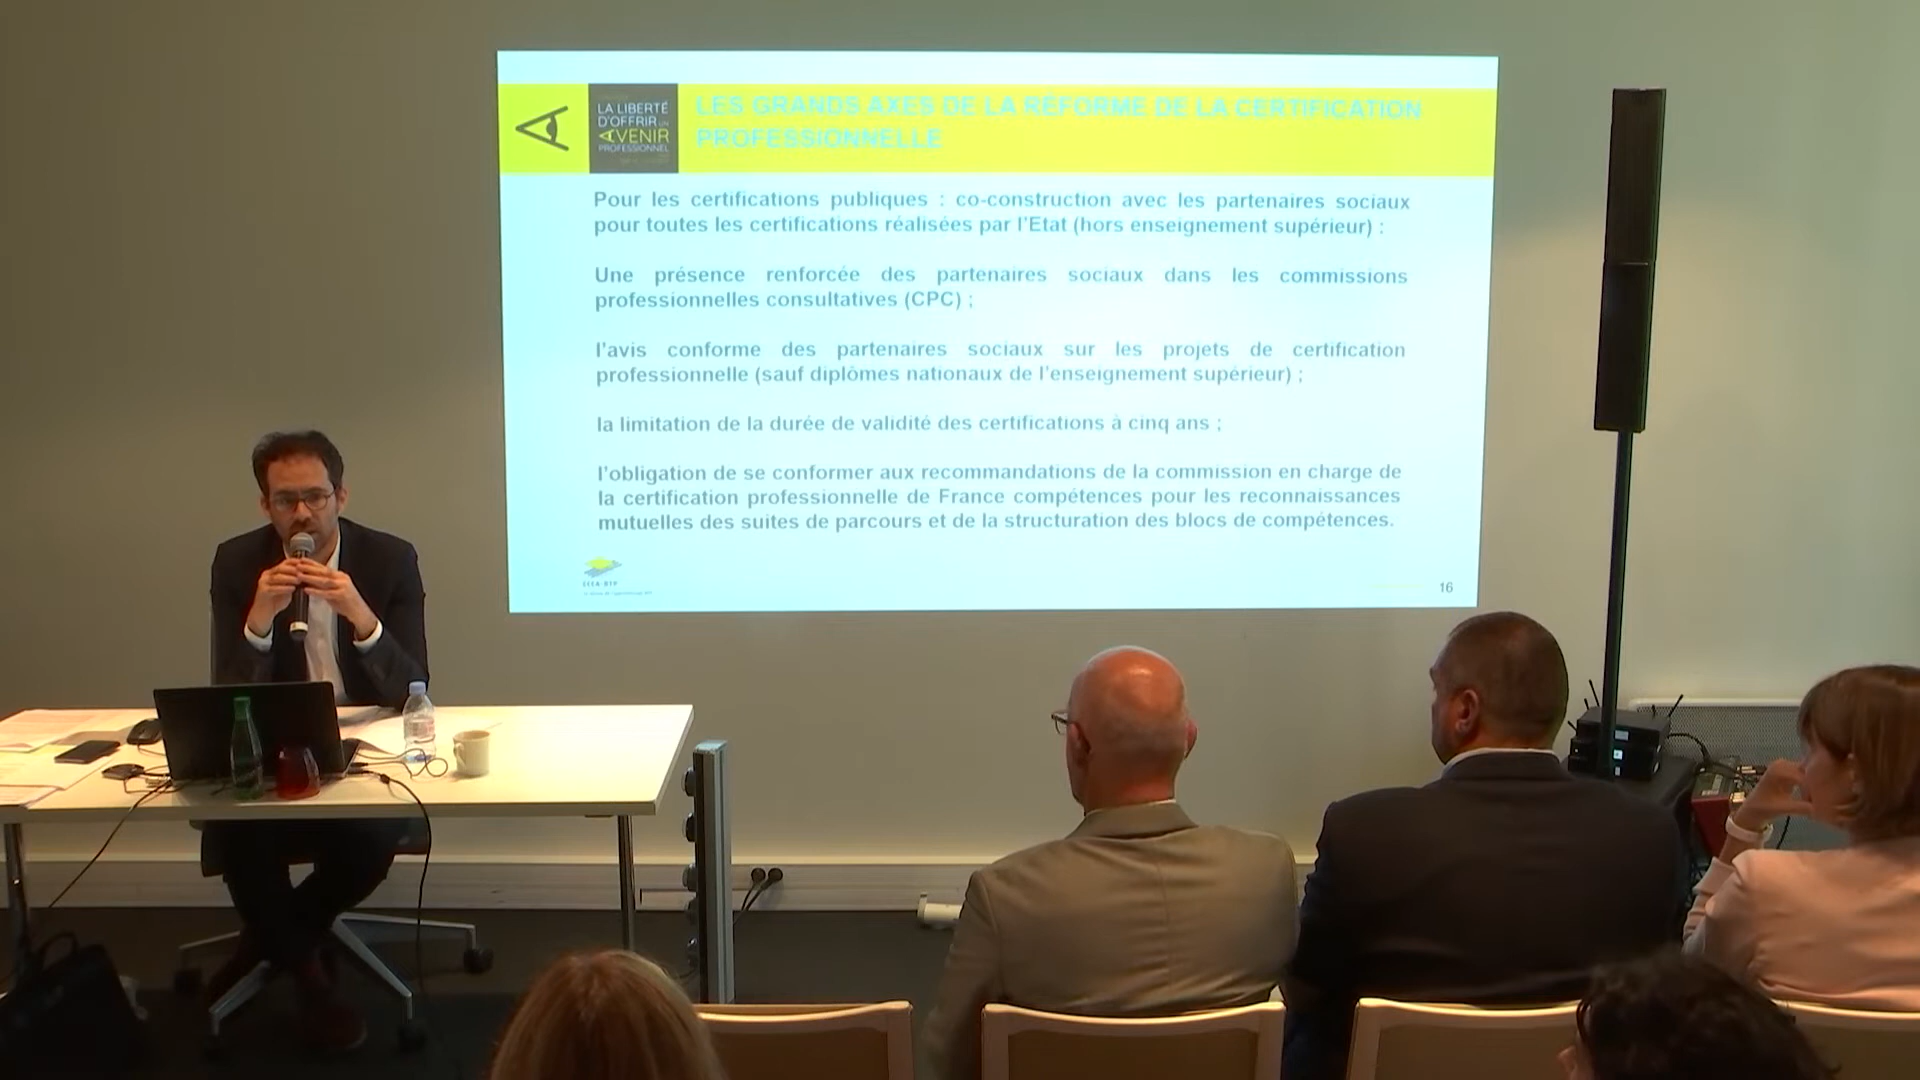 LA LIBERTÉ
D'OFFRIR UN
AVENIR
PROFESSIONNEL
LES GRANDS AXES DE LA RÉFORME DE LA CERTIFICATION
PROFESSIONNELLE
Pour les certifications publiques : co-construction avec les partenaires sociaux
pour toutes les certifications réalisées par l'Etat (hors enseignement supérieur) :
Une présence renforcée des partenaires sociaux dans les commissions
professionnelles consultatives (CPC) ;
l'avis conforme des partenaires sociaux sur les projets de certification
professionnelle (sauf diplômes nationaux de l'enseignement supérieur) ;
la limitation de la durée de validité des certifications à cinq ans ;
l'obligation de se conformer aux recommandations de la commission en charge de
la certification professionnelle de France compétences pour les reconnaissances
mutuelles des suites de parcours et de la structuration des blocs de compétences.
CCCA-BTP
16